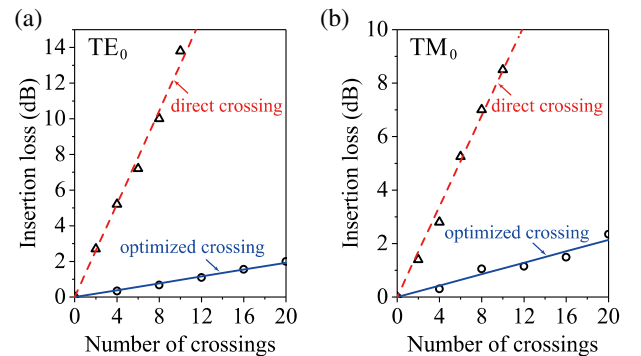 (a)
TE0
Insertion loss (dB)
14
12
10
8
6
4
2
0
direct crossing
optimized crossing
0 4 8 12 16 20
Number of crossings
(b)
TM0
Insertion loss (dB)
10
8
6
4
2
0
direct crossing
optimized crossing
0 4 8 12 16 20
Number of crossings